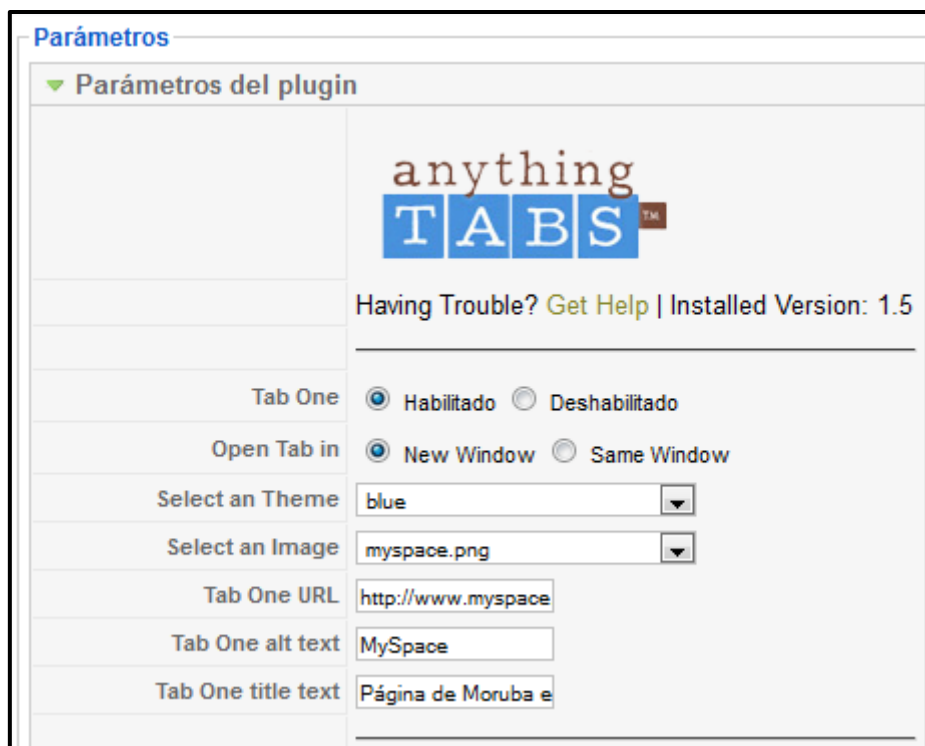 Parámetros
Parámetros del plugin
anything
TABS™
Having Trouble? Get Help | Installed Version: 1.5
Tab One Habilitado Deshabilitado
Open Tab in New Window Same Window
Select an Theme blue
Select an Image myspace.png
Tab One URL http://www.myspace
Tab One alt text MySpace
Tab One title text Página de Moruba e